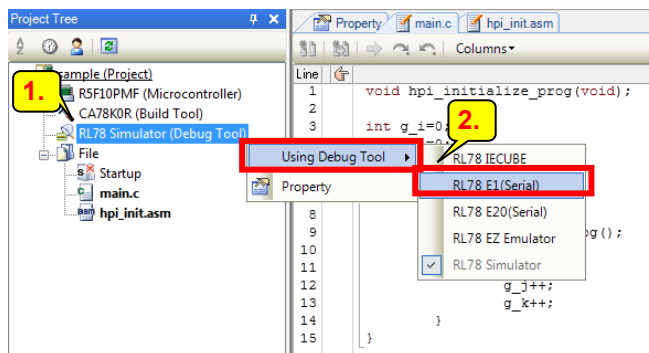 Project Tree
Property
main.c
hpi_init.asm
Columns
sample (Project)
R5F10PMF (Microcontroller)
CA78K0R (Build Tool)
RL78 Simulator (Debug Tool)
File
Startup
main.c
hpi_init.asm
1.
Line
1 void hpi_initialize_prog(void);
2
3 int g_i=0;
2.
Using Debug Tool
Property
RL78 IECUBE
RL78 E1(Serial)
RL78 E20(Serial)
RL78 EZ Emulator
RL78 Simulator
8
9 og();
10
11
12 g_j++;
13 g_k++;
14 }
15 }